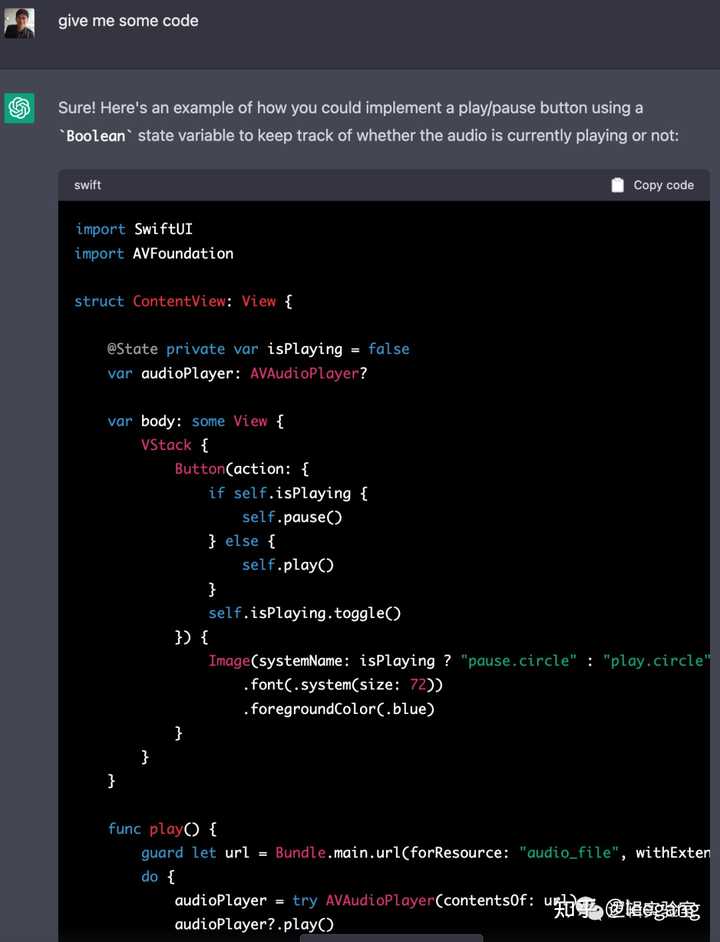 give me some code
Sure! Here's an example of how you could implement a play/pause button using a
`Boolean` state variable to keep track of whether the audio is currently playing or not:
swift Copy code
import SwiftUI
import AVFoundation
struct ContentView: View {
@State private var isPlaying = false
var audioPlayer: AVAudioPlayer?
var body: some View {
VStack {
Button(action: {
if self.isPlaying {
self.pause()
} else {
self.play()
}
self.isPlaying.toggle()
}) {
Image(systemName: isPlaying ? "pause.circle" : "play.circle"
.font(.system(size: 72))
.foregroundColor(.blue)
}
}
}
func play() {
guard let url = Bundle.main.url(forResource: "audio_file", withExten
do {
audioPlayer = try AVAudioPlayer(contentsOf: url)
audioPlayer?.play()
知乎